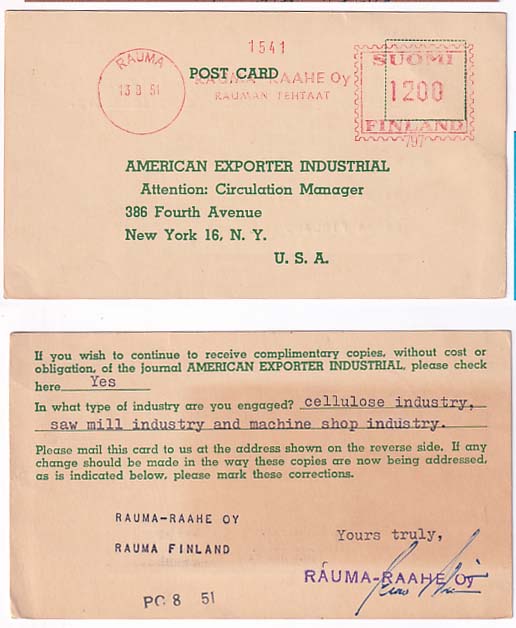 1541
RAUMA
13 8 51
POST CARD
RAUMA-RAAHE Oy
RAUMAN TEHTAAT
SUOMI
1200
FINLAND
797
AMERICAN EXPORTER INDUSTRIAL
Attention: Circulation Manager
386 Fourth Avenue
New York 16, N. Y.
U. S. A.
If you wish to continue to receive complimentary copies, without cost or
obligation, of the journal AMERICAN EXPORTER INDUSTRIAL, please check
here Yes
In what type of industry are you engaged? cellulose industry,
saw mill industry and machine shop industry.
Please mail this card to us at the address shown on the reverse side. If any
change should be made in the way these copies are now being addressed,
as is indicated below, please mark these corrections.
RAUMA-RAAHE OY
RAUMA FINLAND
Yours truly,
RAUMA-RAAHE Oy
PC 8 51